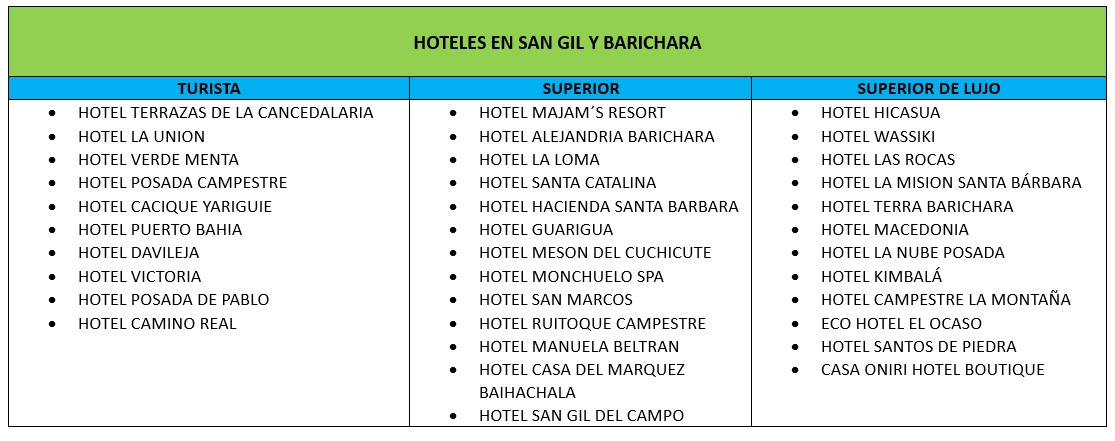 HOTELES EN SAN GIL Y BARICHARA
TURISTA
HOTEL TERRAZAS DE LA CANCEDALARIA
HOTEL LA UNION
HOTEL VERDE MENTA
HOTEL POSADA CAMPESTRE
HOTEL CACIQUE YARIGUIE
HOTEL PUERTO BAHIA
HOTEL DAVILEJA
HOTEL VICTORIA
HOTEL POSADA DE PABLO
HOTEL CAMINO REAL
SUPERIOR
HOTEL MAJAM´S RESORT
HOTEL ALEJANDRIA BARICHARA
HOTEL LA LOMA
HOTEL SANTA CATALINA
HOTEL HACIENDA SANTA BARBARA
HOTEL GUARIGUA
HOTEL MESON DEL CUCHICUTE
HOTEL MONCHUELO SPA
HOTEL SAN MARCOS
HOTEL RUITOQUE CAMPESTRE
HOTEL MANUELA BELTRAN
HOTEL CASA DEL MARQUEZ
BAIHACHALA
HOTEL SAN GIL DEL CAMPO
SUPERIOR DE LUJO
HOTEL HICASUA
HOTEL WASSIKI
HOTEL LAS ROCAS
HOTEL LA MISION SANTA BÁRBARA
HOTEL TERRA BARICHARA
HOTEL MACEDONIA
HOTEL LA NUBE POSADA
HOTEL KIMBALÁ
HOTEL CAMPESTRE LA MONTAÑA
ECO HOTEL EL OCASO
HOTEL SANTOS DE PIEDRA
CASA ONIRI HOTEL BOUTIQUE